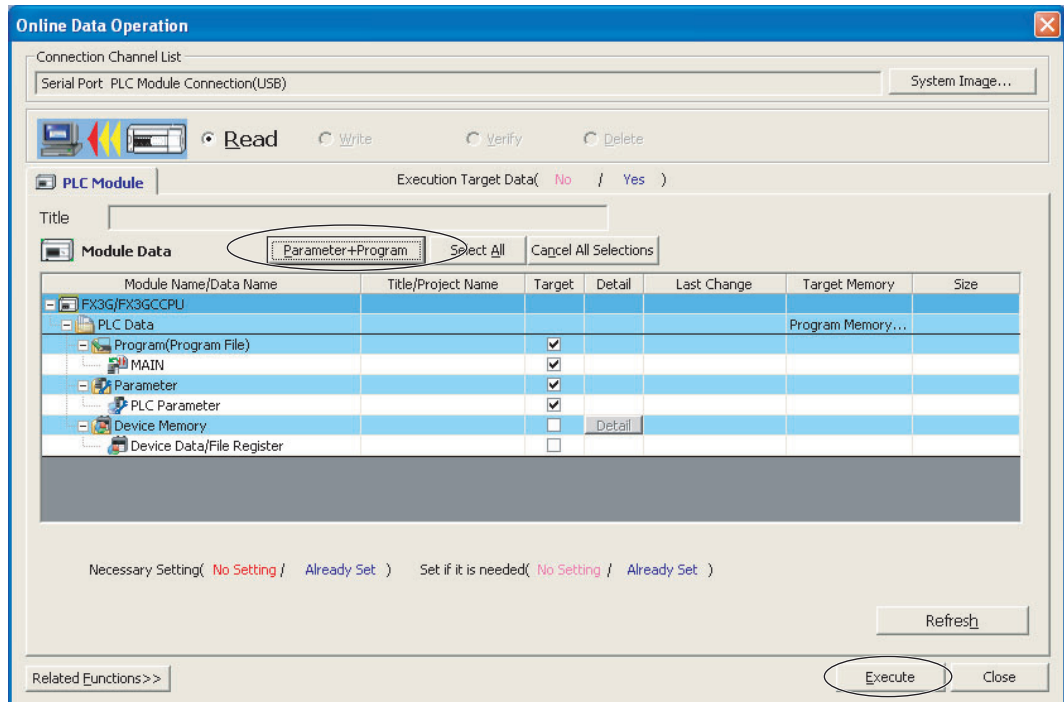 Online Data Operation
Connection Channel List
Serial Port PLC Module Connection(USB)
System Image...
Read
Write
Verify
Delete
PLC Module
Execution Target Data( No / Yes )
Title
Module Data
Parameter+Program
Select All
Cancel All Selections
Module Name/Data Name Title/Project Name Target Detail Last Change Target Memory Size
FX3G/FX3GCCPU
PLC Data Program Memory...
Program(Program File)
MAIN
Parameter
PLC Parameter
Device Memory Detail
Device Data/File Register
Necessary Setting( No Setting / Already Set ) Set if it is needed( No Setting / Already Set )
Refresh
Related Functions>>
Execute
Close